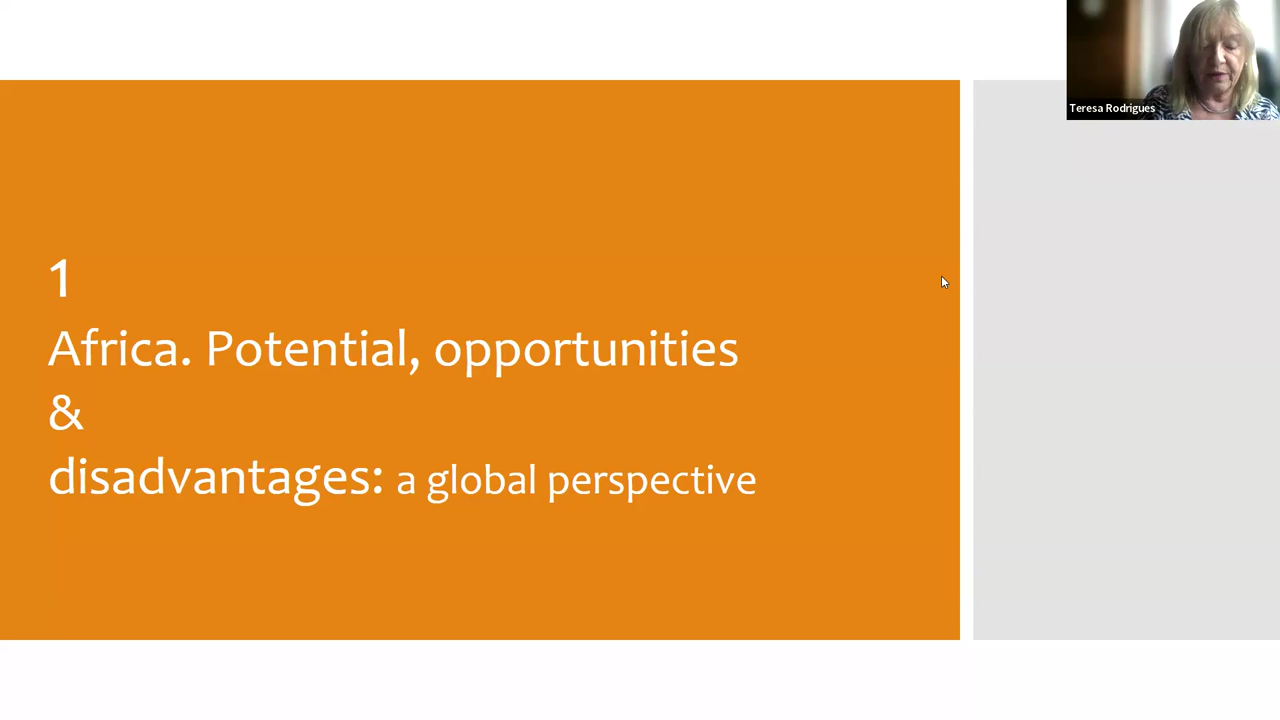 1
Africa. Potential, opportunities
&
disadvantages: a global perspective
Teresa Rodrigues